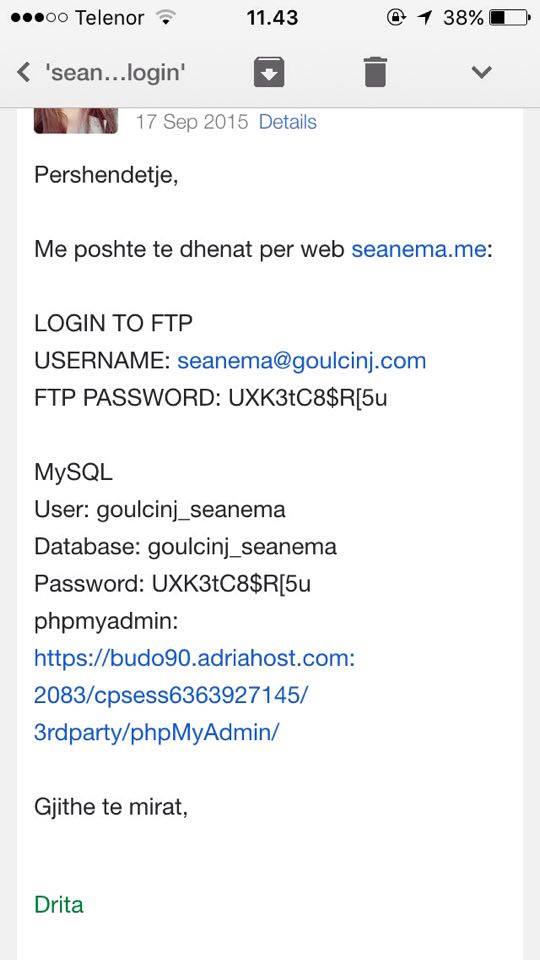 Telenor 11.43 38%
'sean...login'
17 Sep 2015 Details
Pershendetje,
Me poshte te dhenat per web seanema.me:
LOGIN TO FTP
USERNAME: seanema@goulcinj.com
FTP PASSWORD: UXK3tC8$R[5u
MySQL
User: goulcinj_seanema
Database: goulcinj_seanema
Password: UXK3tC8$R[5u
phpmyadmin:
https://budo90.adriahost.com:
2083/cpsess6363927145/
3rdparty/phpMyAdmin/
Gjithe te mirat,
Drita